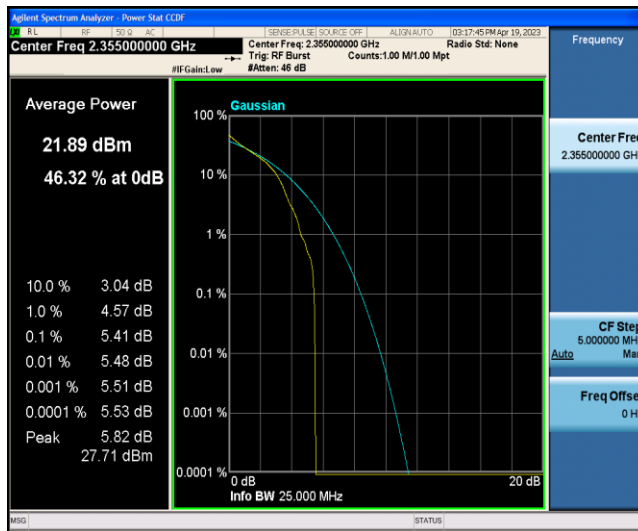 Agilent Spectrum Analyzer - Power Stat CCDF
RL RF 50 Ω AC SENSE:PULSE SOURCE OFF ALIGN AUTO 03:17:45 PM Apr 19, 2023
Center Freq 2.355000000 GHz
Center Freq: 2.355000000 GHz Radio Std: None
Trig: RF Burst Counts:1.00 M/1.00 Mpt
#IFGain:Low #Atten: 46 dB
Frequency
Average Power
21.89 dBm
46.32 % at 0dB
10.0 % 3.04 dB
1.0 % 4.57 dB
0.1 % 5.41 dB
0.01 % 5.48 dB
0.001 % 5.51 dB
0.0001 % 5.53 dB
Peak 5.82 dB
27.71 dBm
Gaussian
100 %
10 %
1 %
0.1 %
0.01 %
0.001 %
0.0001 %
0 dB 20 dB
Info BW 25.000 MHz
Center Freq
2.355000000 GH
CF Step
5.000000 MH
Auto Ma
Freq Offse
0 H
MSG STATUS